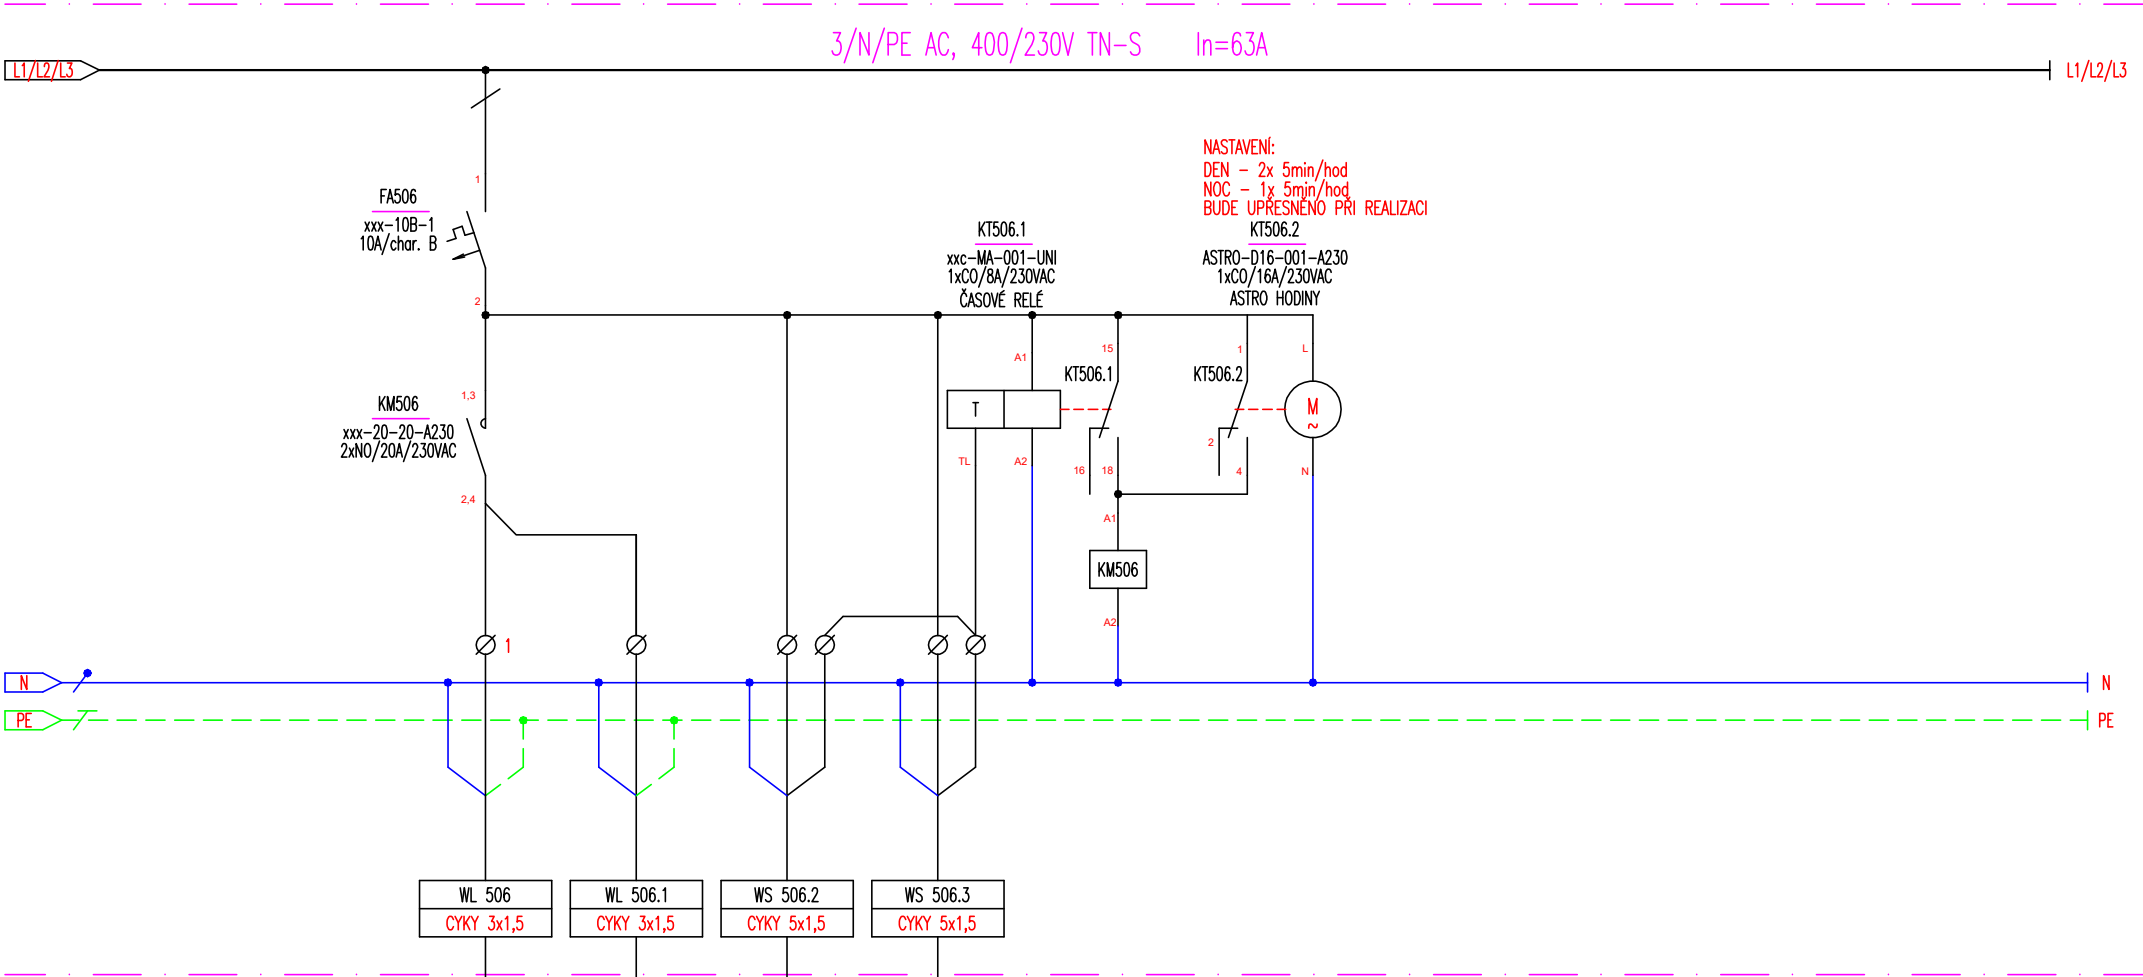 3/N/PE AC, 400/230V TN-S In=63A
L1/L2/L3
L1/L2/L3
NASTAVENÍ:
DEN - 2x 5min/hod
NOC - 1x 5min/hod
BUDE UPŘESNĚNO PŘI REALIZACI
1
FA506
xxx-10B-1
10A/char. B
2
KT506.1
xxc-MA-001-UNI
1xCO/8A/230VAC
ČASOVÉ RELÉ
KT506.2
ASTRO-D16-001-A230
1xCO/16A/230VAC
ASTRO HODINY
A1
15
1
L
KT506.1
KT506.2
1,3
KM506
xxx-20-20-A230
2xNO/20A/230VAC
2,4
T
M
~
TL
A2
16
18
2
4
N
A1
KM506
A2
1
N
N
PE
PE
WL 506
CYKY 3x1,5
WL 506.1
CYKY 3x1,5
WS 506.2
CYKY 5x1,5
WS 506.3
CYKY 5x1,5